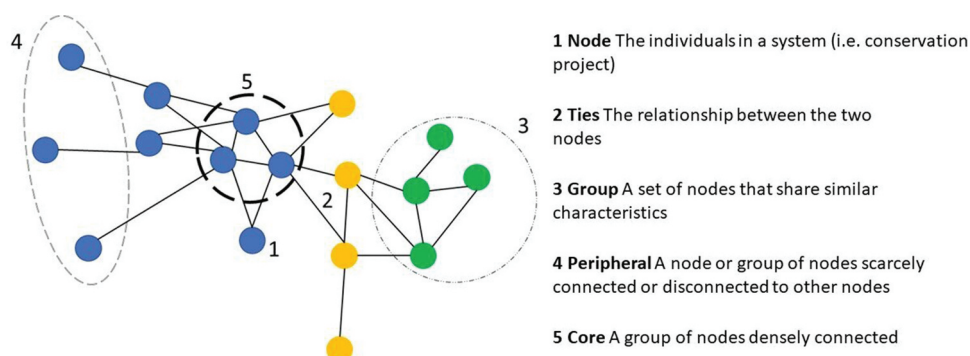 4
5
3
2
1
1 Node The individuals in a system (i.e. conservation
project)
2 Ties The relationship between the two
nodes
3 Group A set of nodes that share similar
characteristics
4 Peripheral A node or group of nodes scarcely
connected or disconnected to other nodes
5 Core A group of nodes densely connected